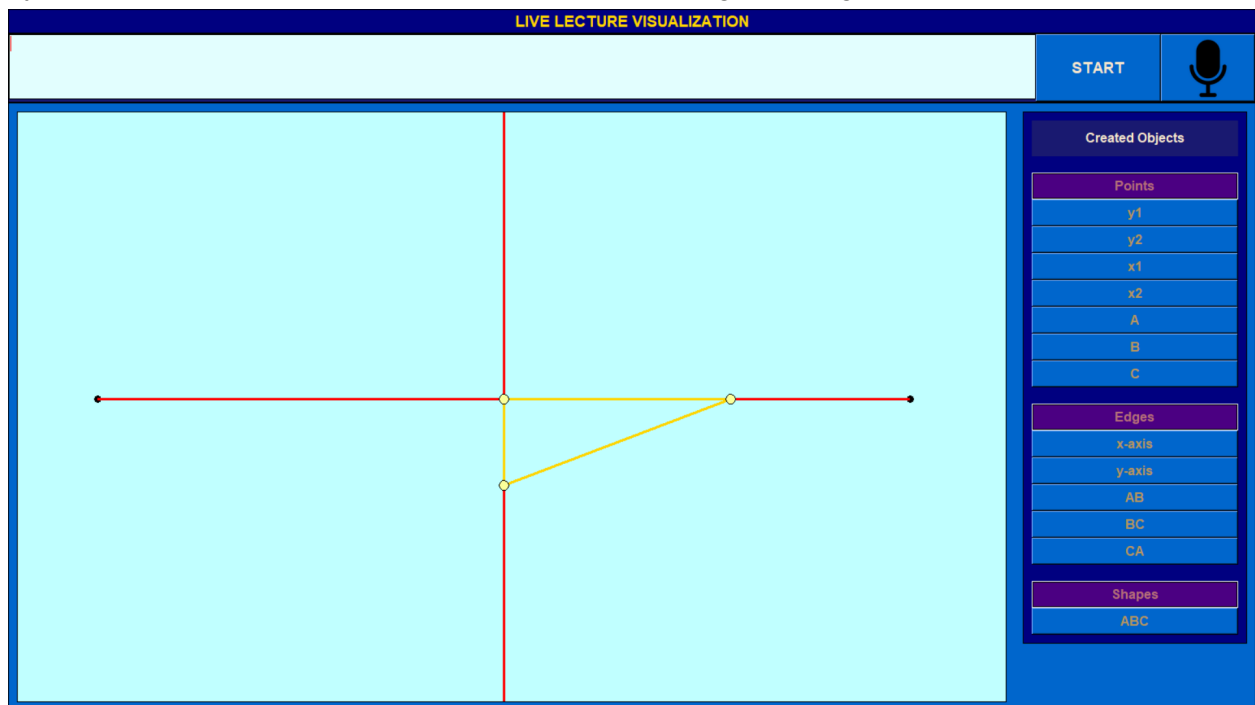 LIVE LECTURE VISUALIZATION
START
Created Objects
Points
y1
y2
x1
x2
A
B
C
Edges
x-axis
y-axis
AB
BC
CA
Shapes
ABC